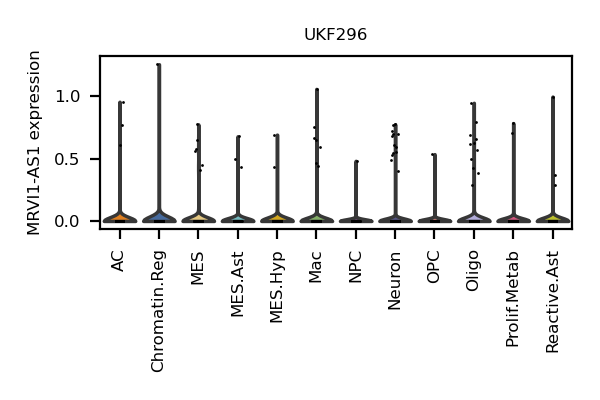 UKF296
MRVI1-AS1 expression
1.0
0.5
0.0
AC
Chromatin.Reg
MES
MES.Ast
MES.Hyp
Mac
NPC
Neuron
OPC
Oligo
Prolif.Metab
Reactive.Ast